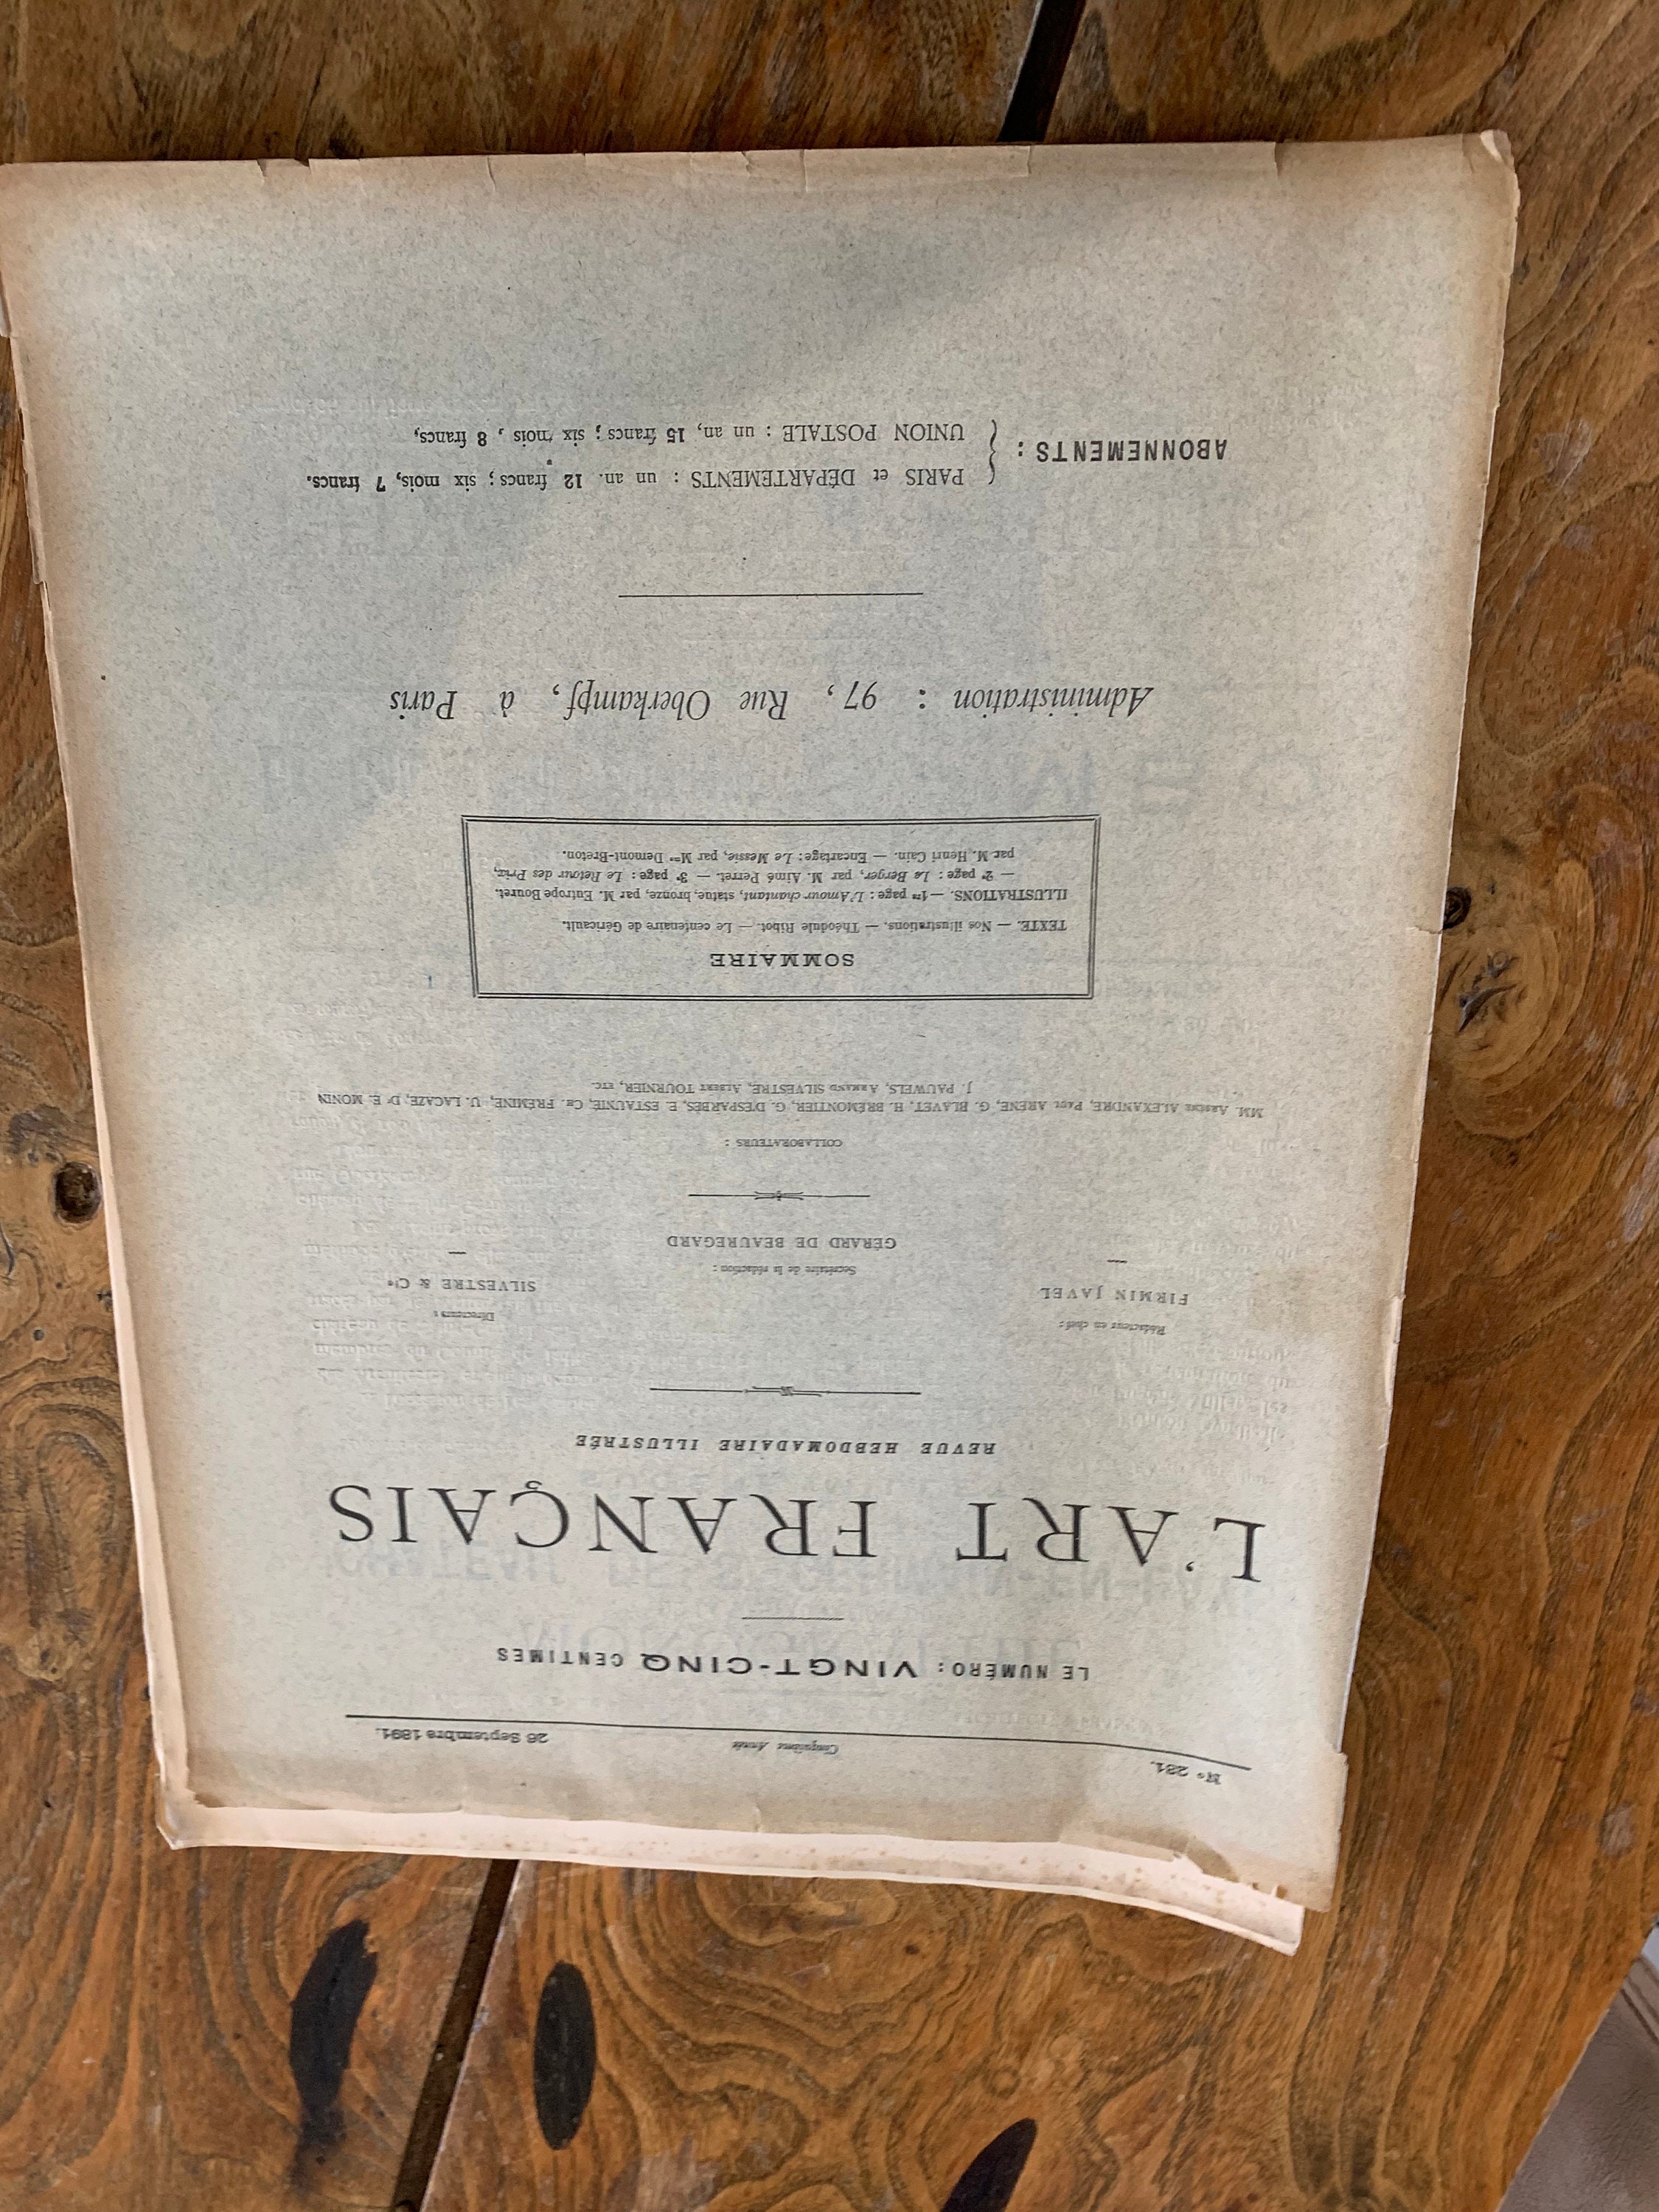 Nº 231.
Cinquième Année
26 Septembre 1891.
LE NUMÉRO: VINGT-CINQ CENTIMES
L'ART FRANÇAIS
REVUE HEBDOMADAIRE ILLUSTRÉE
Rédacteur en chef:
FIRMIN JAVEL
Directeurs:
SILVESTRE & Cie
Secrétaire de la rédaction :
GÉRARD DE BEAUREGARD
COLLABORATEURS :
MM. ARSÈNE ALEXANDRE, PAUL ARÈNE, G. BLAVET, H. BRÉMONTIER, G. D'ESPARBÈS, E. ESTAUNIÉ, CH. FRÉMINE, U. LACAZE, Dr E. MONIN
J. PAUWELS, ARMAND SILVESTRE, ALBERT TOURNIER, ETC.
SOMMAIRE
TEXTE. — Nos illustrations. — Théodule Ribot. — Le centenaire de Géricault.
ILLUSTRATIONS. — 1re page: L'Amour chantant, statue, bronze, par M. Eutrope Bouret.
— 2e page : Le Berger, par M. Aimé Perret. — 3e page : Le Retour des Prix,
par M. Henri Cain. — Encartage: Le Messie, par Mme Demont-Breton.
Administration : 97, Rue Oberkampf, à Paris
ABONNEMENTS :
PARIS et DÉPARTEMENTS : un an. 12 francs ; six mois, 7 francs.
UNION POSTALE : un an, 15 francs ; six mois, 8 francs,